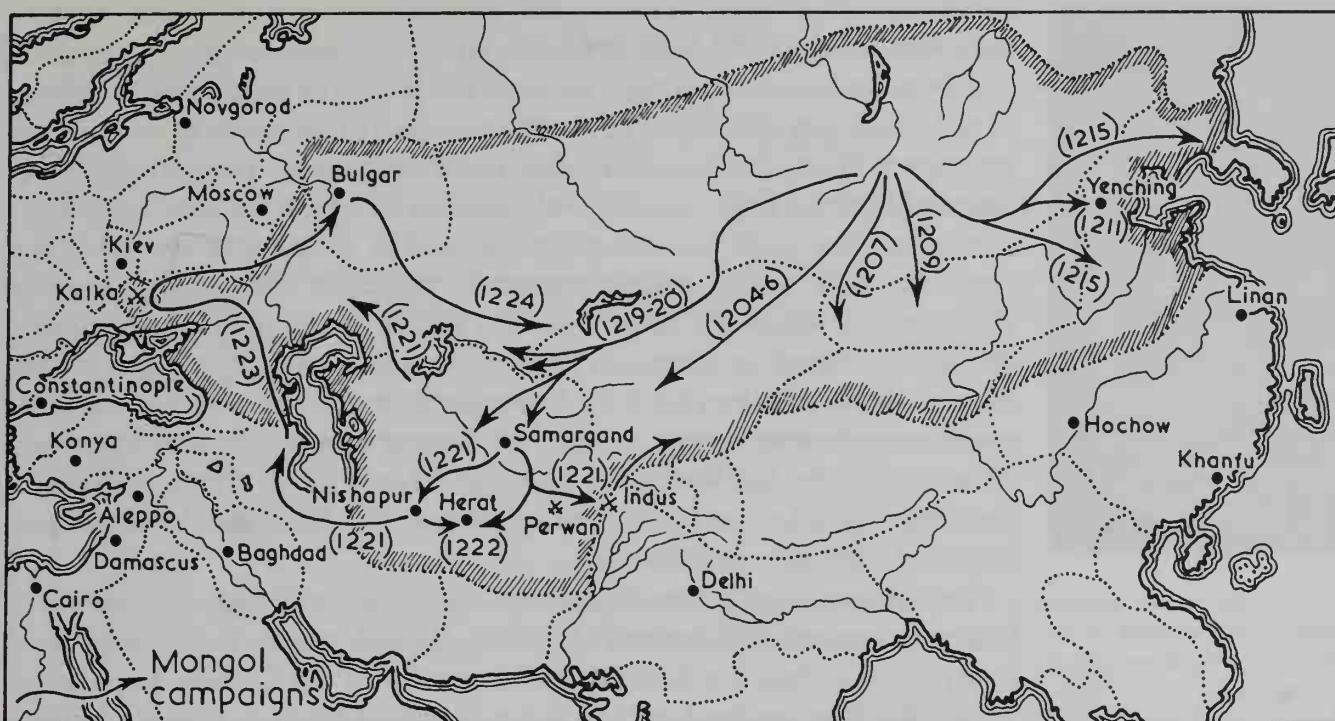 Novgorod
Moscow
Bulgar
Kiev
Kalka
(1223)
(1224)
(1221)
(1219-20)
(1204-6)
(1207)
(1209)
(1215)
Yenching
(1211)
(1215)
Linan
Hochow
Khanfu
Constantinople
Konya
Aleppo
Damascus
Cairo
Baghdad
Nishapur
(1221)
Samarqand
(1221)
Herat
(1222)
(1221)
Perwan
Indus
Delhi
Mongol
campaigns